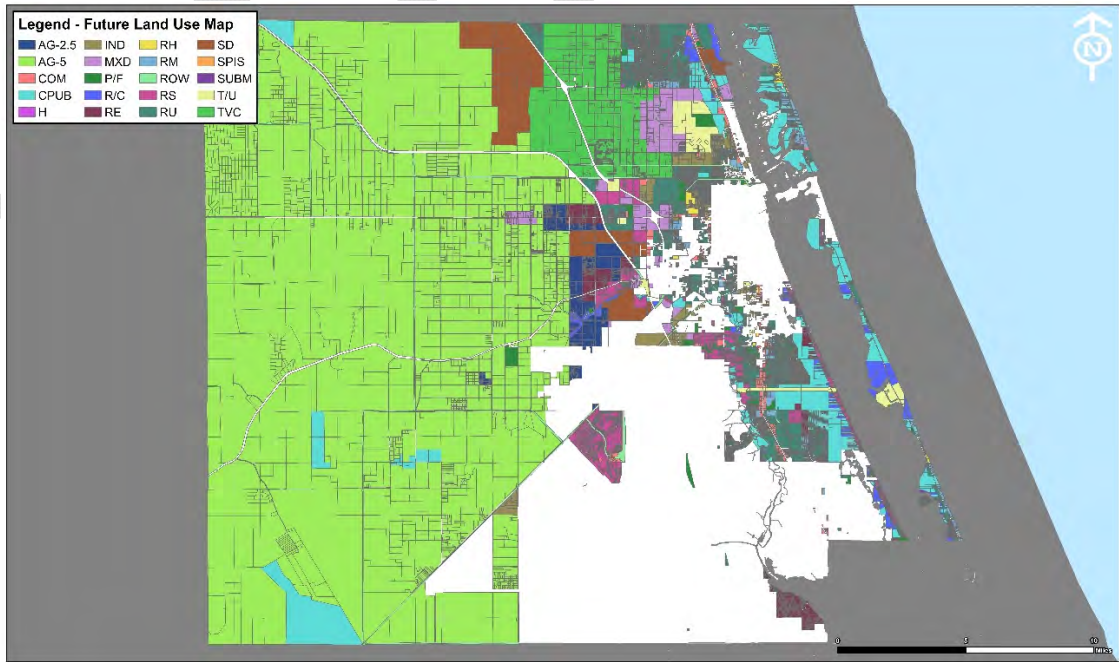 Legend - Future Land Use Map
AG-2.5 IND RH SD
AG-5 MXD RM SPIS
COM P/F ROW SUBM
CPUB R/C RS T/U
H RE RU TVC
N
0 5 10
Miles